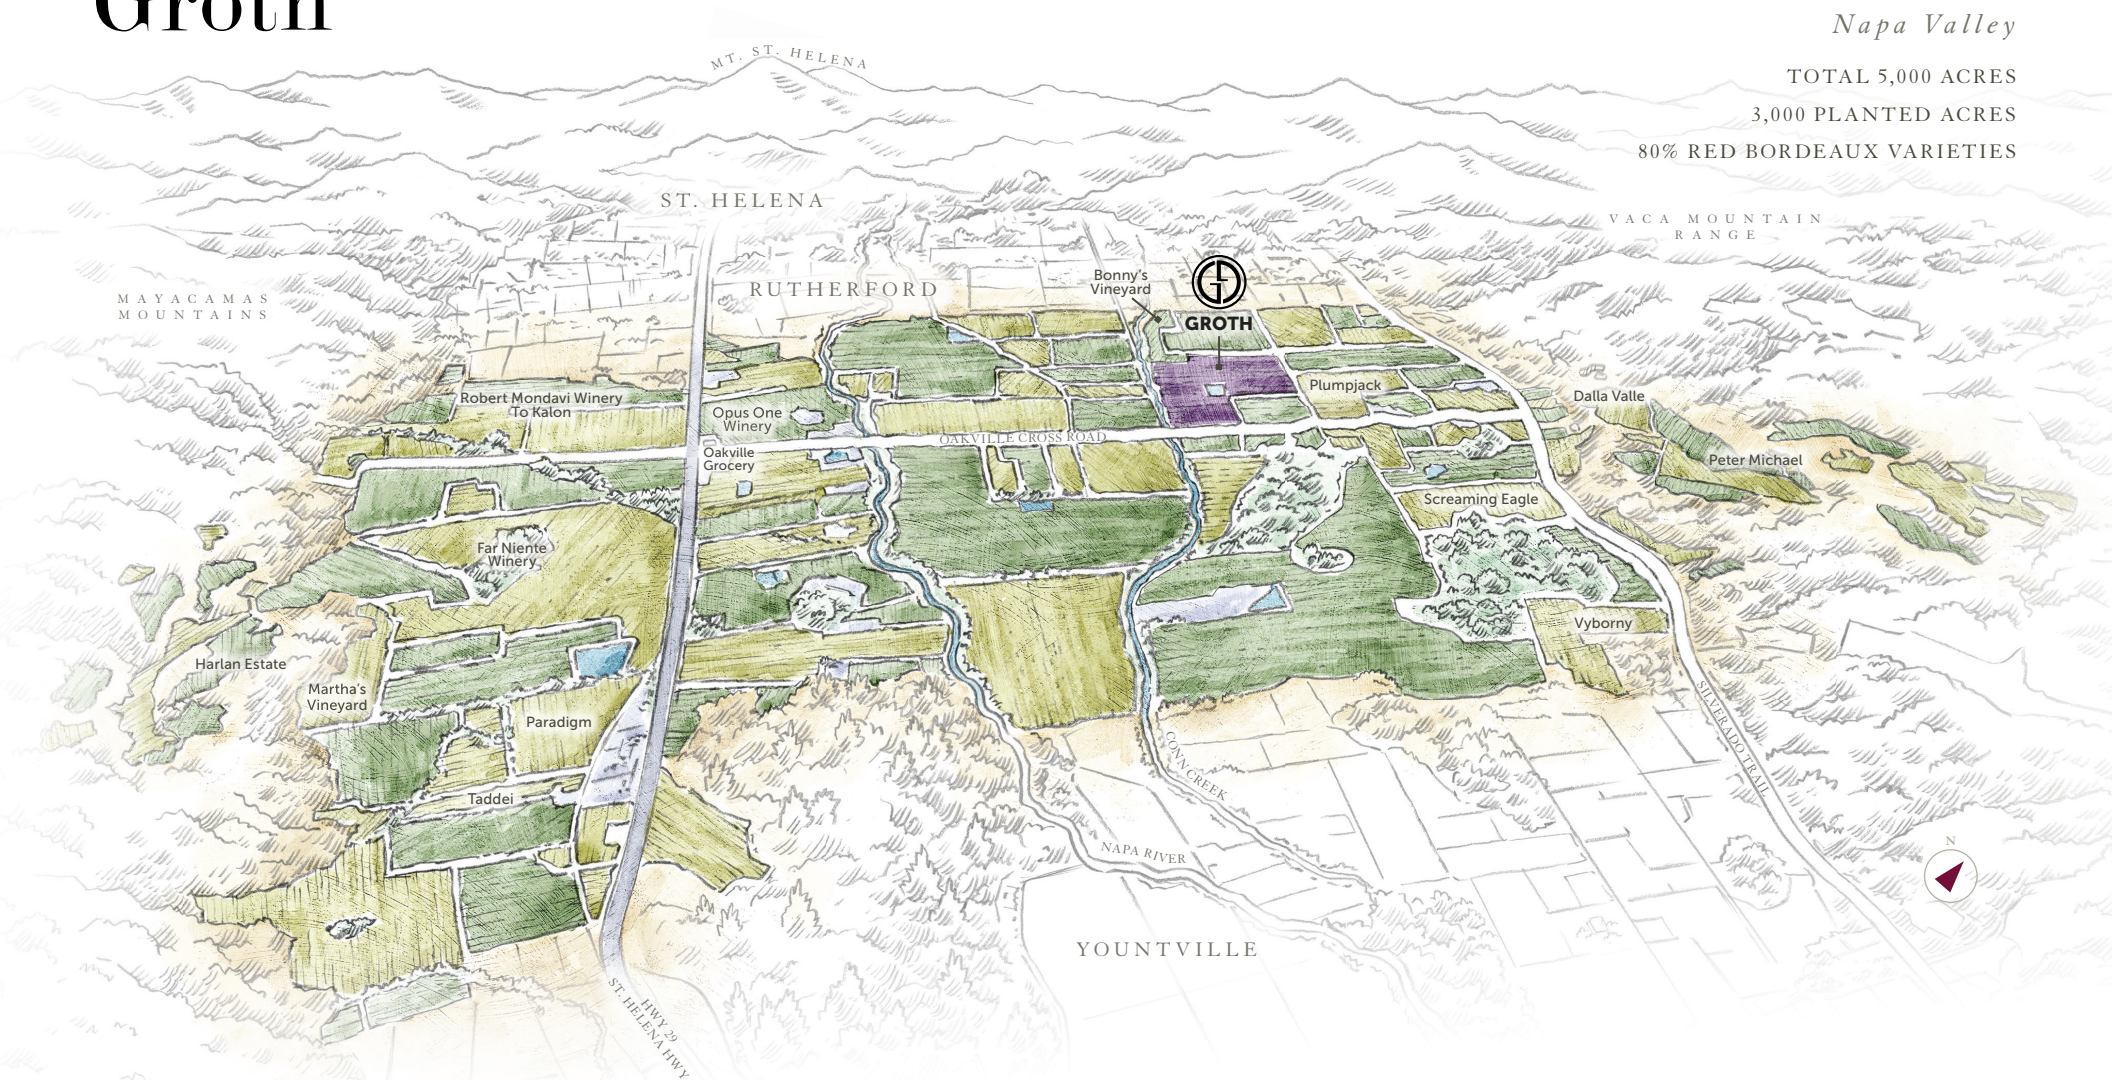 Groth
Napa Valley
TOTAL 5,000 ACRES
3,000 PLANTED ACRES
80% RED BORDEAUX VARIETIES
MT. ST. HELENA
ST. HELENA
VACA MOUNTAIN
RANGE
MAYACAMAS
MOUNTAINS
RUTHERFORD
Bonny's
Vineyard
GROTH
Robert Mondavi Winery
To Kalon
Opus One
Winery
Plumpjack
Dalla Valle
OAKVILLE CROSS ROAD
Oakville
Grocery
Peter Michael
Screaming Eagle
Far Niente
Winery
Vyborny
Harlan Estate
Martha's
Vineyard
Paradigm
Taddei
SILVERADO TRAIL
CONN CREEK
NAPA RIVER
N
YOUNTVILLE
HWY 29
ST. HELENA HWY